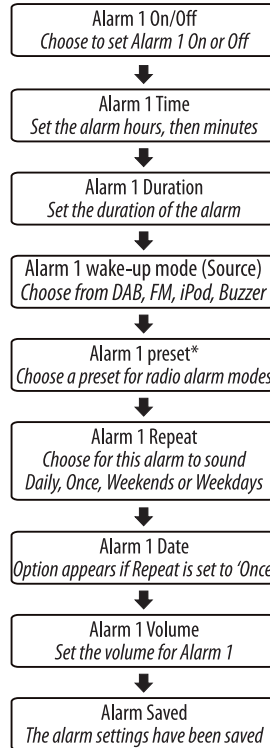 Alarm 1 On/Off
Choose to set Alarm 1 On or Off
Alarm 1 Time
Set the alarm hours, then minutes
Alarm 1 Duration
Set the duration of the alarm
Alarm 1 wake-up mode (Source)
Choose from DAB, FM, iPod, Buzzer
Alarm 1 preset*
Choose a preset for radio alarm modes
Alarm 1 Repeat
Choose for this alarm to sound
Daily, Once, Weekends or Weekdays
Alarm 1 Date
Option appears if Repeat is set to ‘Once
Alarm 1 Volume
Set the volume for Alarm 1
Alarm Saved
The alarm settings have been saved